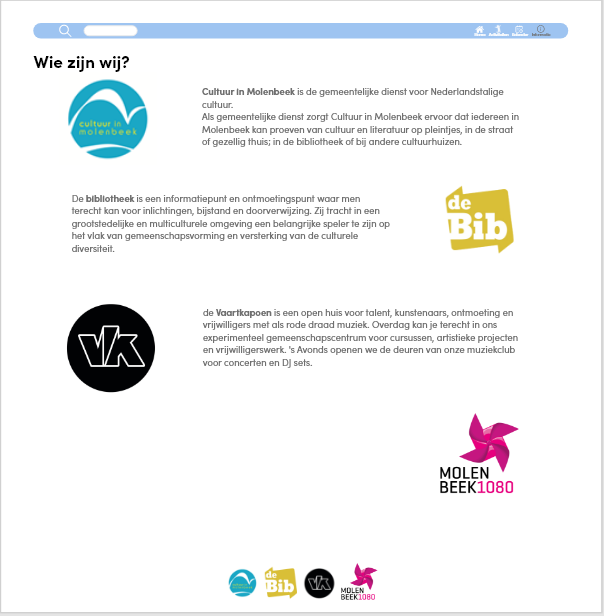 Wie zijn wij?
cultuur in
molenbeek
Cultuur in Molenbeek is de gemeentelijke dienst voor Nederlandstalige
cultuur.
Als gemeentelijke dienst zorgt Cultuur in Molenbeek ervoor dat iedereen in
Molenbeek kan proeven van cultuur en literatuur op pleintjes, in de straat
of gezellig thuis; in de bibliotheek of bij andere cultuurhuizen.
De bibliotheek is een informatiepunt en ontmoetingspunt waar men
terecht kan voor inlichtingen, bijstand en doorverwijzing. Zij tracht in een
grootstedelijke en multiculturele omgeving een belangrijke speler te zijn op
het vlak van gemeenschapsvorming en versterking van de culturele
diversiteit.
de
Bib
VK
de Vaartkapoen is een open huis voor talent, kunstenaars, ontmoeting en
vrijwilligers met als rode draad muziek. Overdag kan je terecht in ons
experimenteel gemeenschapscentrum voor cursussen, artistieke projecten
en vrijwilligerswerk. 's Avonds openen we de deuren van onze muziekclub
voor concerten en DJ sets.
MOLEN
BEEK1080
de
Bib
VK
MOLEN
BEEK1080